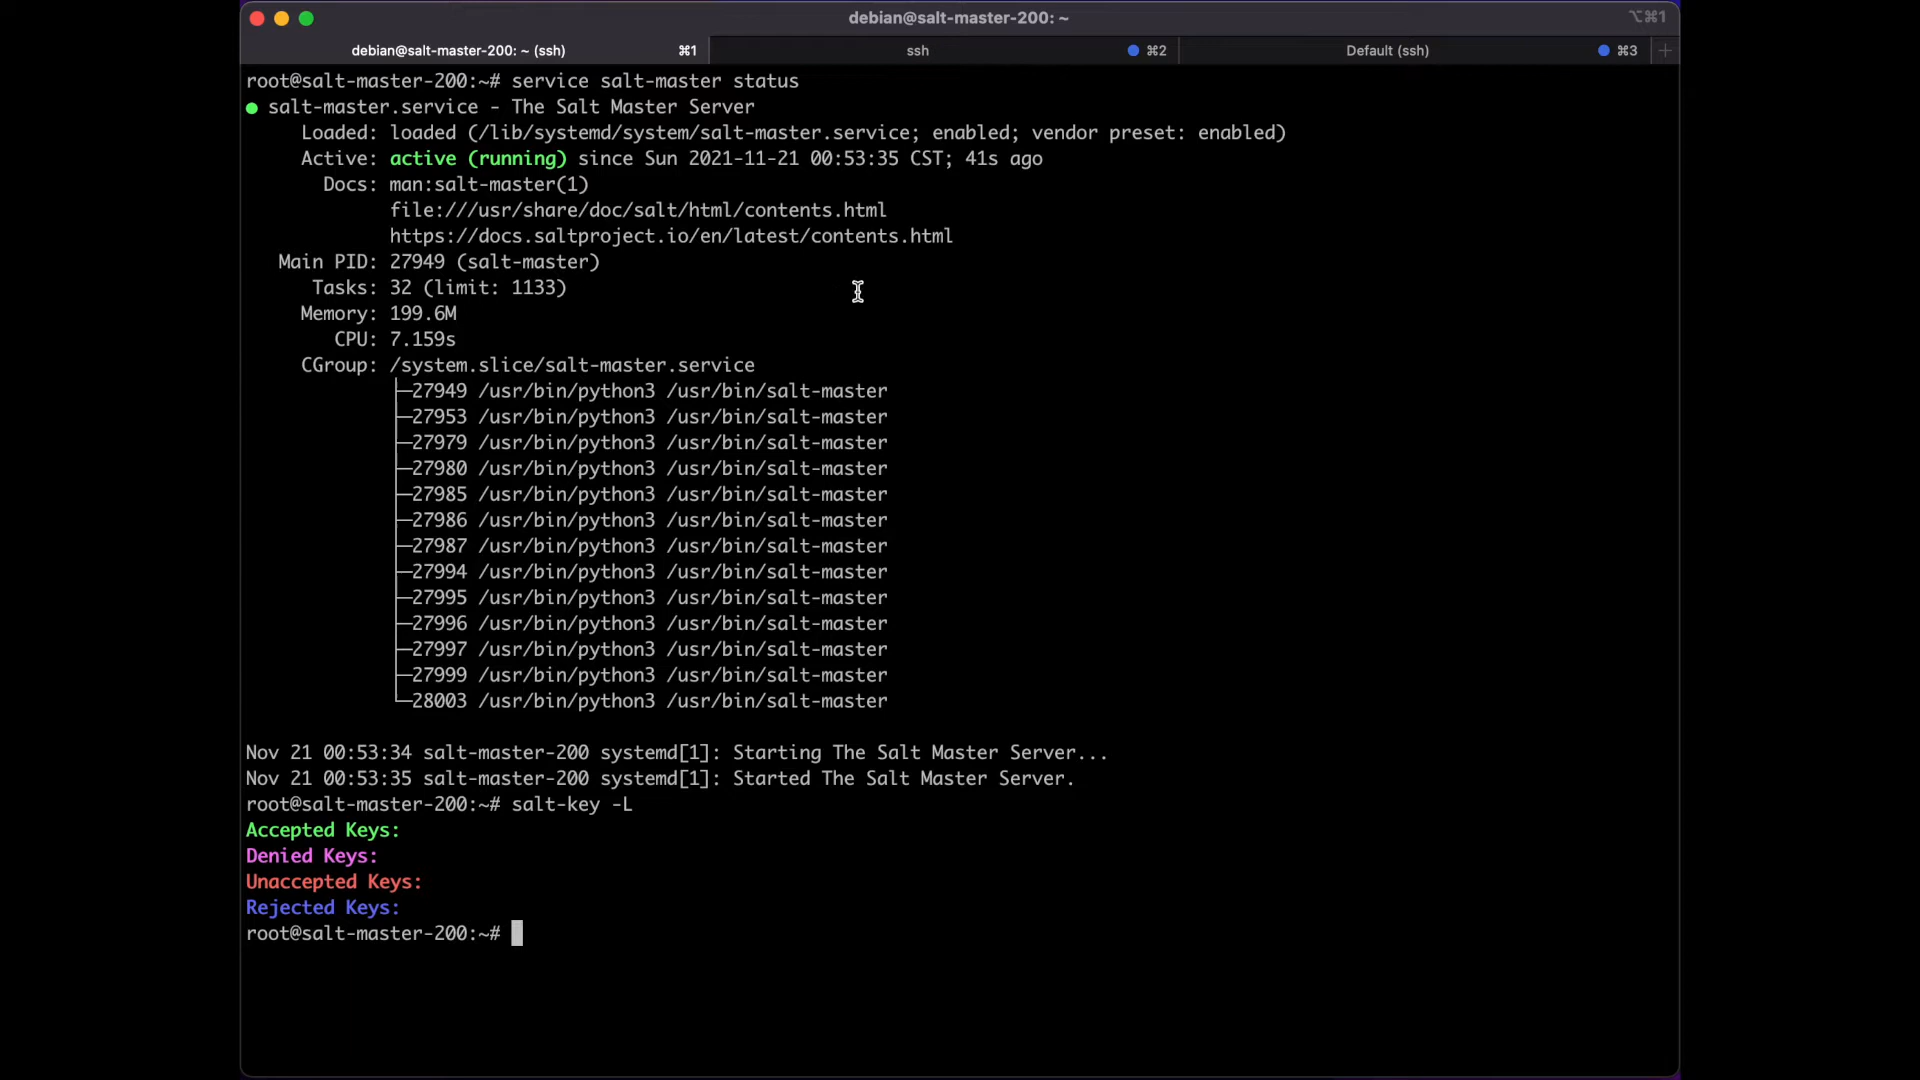 debian@salt-master-200: ~
⌥⌘1
debian@salt-master-200: ~ (ssh) ⌘1
ssh ⌘2
Default (ssh) ⌘3
root@salt-master-200:~# service salt-master status
● salt-master.service - The Salt Master Server
Loaded: loaded (/lib/systemd/system/salt-master.service; enabled; vendor preset: enabled)
Active: active (running) since Sun 2021-11-21 00:53:35 CST; 41s ago
Docs: man:salt-master(1)
file:///usr/share/doc/salt/html/contents.html
https://docs.saltproject.io/en/latest/contents.html
Main PID: 27949 (salt-master)
Tasks: 32 (limit: 1133)
Memory: 199.6M
CPU: 7.159s
CGroup: /system.slice/salt-master.service
├─27949 /usr/bin/python3 /usr/bin/salt-master
├─27953 /usr/bin/python3 /usr/bin/salt-master
├─27979 /usr/bin/python3 /usr/bin/salt-master
├─27980 /usr/bin/python3 /usr/bin/salt-master
├─27985 /usr/bin/python3 /usr/bin/salt-master
├─27986 /usr/bin/python3 /usr/bin/salt-master
├─27987 /usr/bin/python3 /usr/bin/salt-master
├─27994 /usr/bin/python3 /usr/bin/salt-master
├─27995 /usr/bin/python3 /usr/bin/salt-master
├─27996 /usr/bin/python3 /usr/bin/salt-master
├─27997 /usr/bin/python3 /usr/bin/salt-master
├─27999 /usr/bin/python3 /usr/bin/salt-master
└─28003 /usr/bin/python3 /usr/bin/salt-master
Nov 21 00:53:34 salt-master-200 systemd[1]: Starting The Salt Master Server...
Nov 21 00:53:35 salt-master-200 systemd[1]: Started The Salt Master Server.
root@salt-master-200:~# salt-key -L
Accepted Keys:
Denied Keys:
Unaccepted Keys:
Rejected Keys:
root@salt-master-200:~#